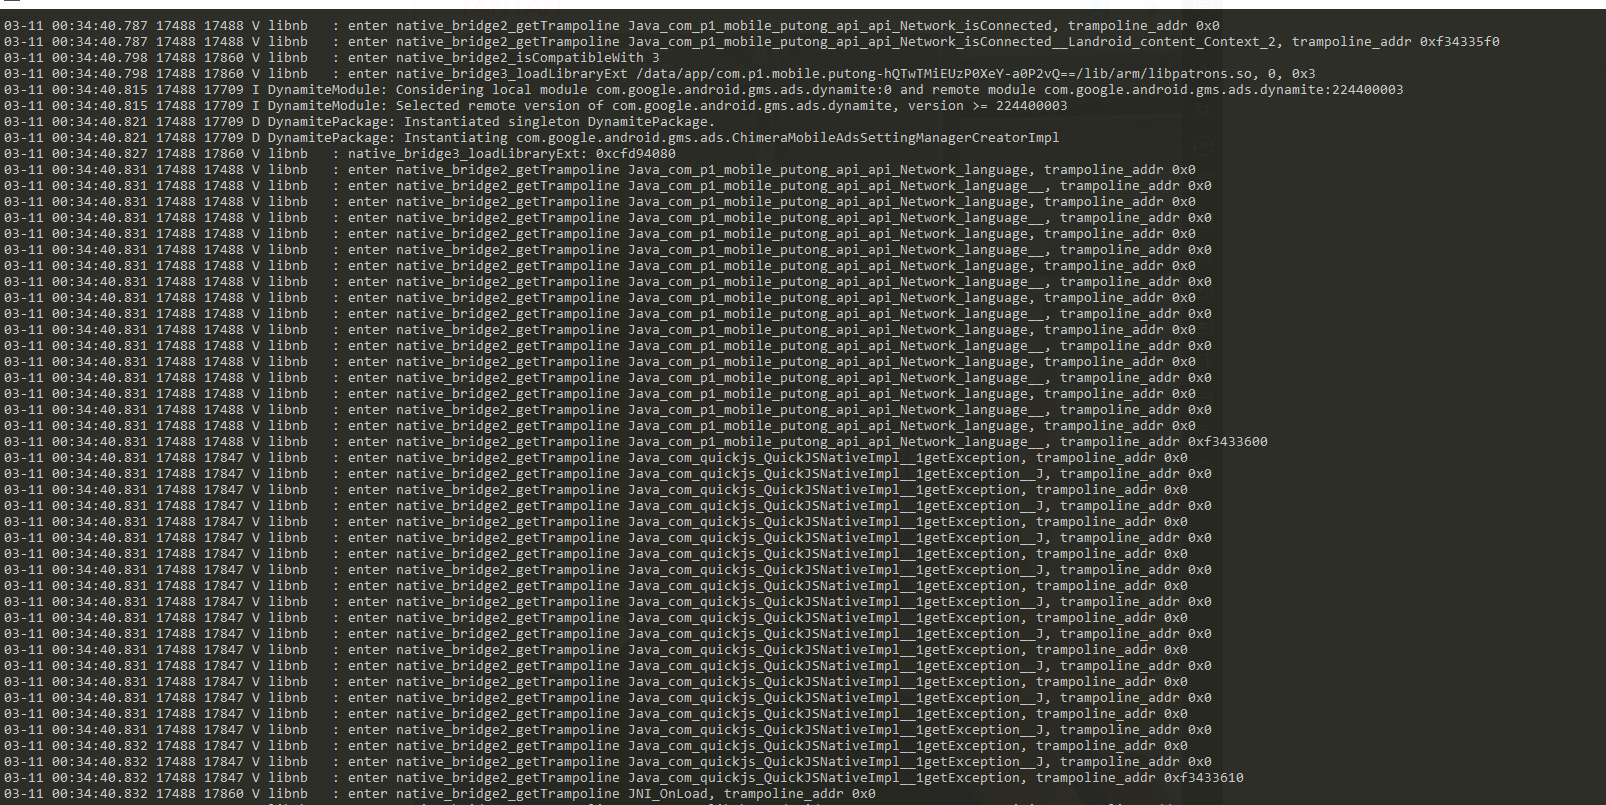 03-11 00:34:40.787 17488 17488 V libnb   : enter native_bridge2_getTrampoline Java_com_p1_mobile_putong_api_api_Network_isConnected, trampoline_addr 0x0
03-11 00:34:40.787 17488 17488 V libnb   : enter native_bridge2_getTrampoline Java_com_p1_mobile_putong_api_api_Network_isConnected__Landroid_content_Context_2, trampoline_addr 0xf34335f0
03-11 00:34:40.798 17488 17860 V libnb   : enter native_bridge2_isCompatibleWith 3
03-11 00:34:40.798 17488 17860 V libnb   : enter native_bridge3_loadLibraryExt /data/app/com.p1.mobile.putong-hQTwTMiEUzP0XeY-a0P2vQ==/lib/arm/libpatrons.so, 0, 0x3
03-11 00:34:40.815 17488 17709 I DynamiteModule: Considering local module com.google.android.gms.ads.dynamite:0 and remote module com.google.android.gms.ads.dynamite:224400003
03-11 00:34:40.815 17488 17709 I DynamiteModule: Selected remote version of com.google.android.gms.ads.dynamite, version >= 224400003
03-11 00:34:40.821 17488 17709 D DynamitePackage: Instantiated singleton DynamitePackage.
03-11 00:34:40.821 17488 17709 D DynamitePackage: Instantiating com.google.android.gms.ads.ChimeraMobileAdsSettingManagerCreatorImpl
03-11 00:34:40.827 17488 17860 V libnb   : native_bridge3_loadLibraryExt: 0xcfd94080
03-11 00:34:40.831 17488 17488 V libnb   : enter native_bridge2_getTrampoline Java_com_p1_mobile_putong_api_api_Network_language, trampoline_addr 0x0
03-11 00:34:40.831 17488 17488 V libnb   : enter native_bridge2_getTrampoline Java_com_p1_mobile_putong_api_api_Network_language__, trampoline_addr 0x0
03-11 00:34:40.831 17488 17488 V libnb   : enter native_bridge2_getTrampoline Java_com_p1_mobile_putong_api_api_Network_language, trampoline_addr 0x0
03-11 00:34:40.831 17488 17488 V libnb   : enter native_bridge2_getTrampoline Java_com_p1_mobile_putong_api_api_Network_language__, trampoline_addr 0x0
03-11 00:34:40.831 17488 17488 V libnb   : enter native_bridge2_getTrampoline Java_com_p1_mobile_putong_api_api_Network_language, trampoline_addr 0x0
03-11 00:34:40.831 17488 17488 V libnb   : enter native_bridge2_getTrampoline Java_com_p1_mobile_putong_api_api_Network_language__, trampoline_addr 0x0
03-11 00:34:40.831 17488 17488 V libnb   : enter native_bridge2_getTrampoline Java_com_p1_mobile_putong_api_api_Network_language, trampoline_addr 0x0
03-11 00:34:40.831 17488 17488 V libnb   : enter native_bridge2_getTrampoline Java_com_p1_mobile_putong_api_api_Network_language__, trampoline_addr 0x0
03-11 00:34:40.831 17488 17488 V libnb   : enter native_bridge2_getTrampoline Java_com_p1_mobile_putong_api_api_Network_language, trampoline_addr 0x0
03-11 00:34:40.831 17488 17488 V libnb   : enter native_bridge2_getTrampoline Java_com_p1_mobile_putong_api_api_Network_language__, trampoline_addr 0x0
03-11 00:34:40.831 17488 17488 V libnb   : enter native_bridge2_getTrampoline Java_com_p1_mobile_putong_api_api_Network_language, trampoline_addr 0x0
03-11 00:34:40.831 17488 17488 V libnb   : enter native_bridge2_getTrampoline Java_com_p1_mobile_putong_api_api_Network_language__, trampoline_addr 0x0
03-11 00:34:40.831 17488 17488 V libnb   : enter native_bridge2_getTrampoline Java_com_p1_mobile_putong_api_api_Network_language, trampoline_addr 0x0
03-11 00:34:40.831 17488 17488 V libnb   : enter native_bridge2_getTrampoline Java_com_p1_mobile_putong_api_api_Network_language__, trampoline_addr 0x0
03-11 00:34:40.831 17488 17488 V libnb   : enter native_bridge2_getTrampoline Java_com_p1_mobile_putong_api_api_Network_language, trampoline_addr 0x0
03-11 00:34:40.831 17488 17488 V libnb   : enter native_bridge2_getTrampoline Java_com_p1_mobile_putong_api_api_Network_language__, trampoline_addr 0x0
03-11 00:34:40.831 17488 17488 V libnb   : enter native_bridge2_getTrampoline Java_com_p1_mobile_putong_api_api_Network_language, trampoline_addr 0x0
03-11 00:34:40.831 17488 17488 V libnb   : enter native_bridge2_getTrampoline Java_com_p1_mobile_putong_api_api_Network_language__, trampoline_addr 0xf3433600
03-11 00:34:40.831 17488 17847 V libnb   : enter native_bridge2_getTrampoline Java_com_quickjs_QuickJSNativeImpl__1getException, trampoline_addr 0x0
03-11 00:34:40.831 17488 17847 V libnb   : enter native_bridge2_getTrampoline Java_com_quickjs_QuickJSNativeImpl__1getException__J, trampoline_addr 0x0
03-11 00:34:40.831 17488 17847 V libnb   : enter native_bridge2_getTrampoline Java_com_quickjs_QuickJSNativeImpl__1getException, trampoline_addr 0x0
03-11 00:34:40.831 17488 17847 V libnb   : enter native_bridge2_getTrampoline Java_com_quickjs_QuickJSNativeImpl__1getException__J, trampoline_addr 0x0
03-11 00:34:40.831 17488 17847 V libnb   : enter native_bridge2_getTrampoline Java_com_quickjs_QuickJSNativeImpl__1getException, trampoline_addr 0x0
03-11 00:34:40.831 17488 17847 V libnb   : enter native_bridge2_getTrampoline Java_com_quickjs_QuickJSNativeImpl__1getException__J, trampoline_addr 0x0
03-11 00:34:40.831 17488 17847 V libnb   : enter native_bridge2_getTrampoline Java_com_quickjs_QuickJSNativeImpl__1getException, trampoline_addr 0x0
03-11 00:34:40.831 17488 17847 V libnb   : enter native_bridge2_getTrampoline Java_com_quickjs_QuickJSNativeImpl__1getException__J, trampoline_addr 0x0
03-11 00:34:40.831 17488 17847 V libnb   : enter native_bridge2_getTrampoline Java_com_quickjs_QuickJSNativeImpl__1getException, trampoline_addr 0x0
03-11 00:34:40.831 17488 17847 V libnb   : enter native_bridge2_getTrampoline Java_com_quickjs_QuickJSNativeImpl__1getException__J, trampoline_addr 0x0
03-11 00:34:40.831 17488 17847 V libnb   : enter native_bridge2_getTrampoline Java_com_quickjs_QuickJSNativeImpl__1getException, trampoline_addr 0x0
03-11 00:34:40.831 17488 17847 V libnb   : enter native_bridge2_getTrampoline Java_com_quickjs_QuickJSNativeImpl__1getException__J, trampoline_addr 0x0
03-11 00:34:40.831 17488 17847 V libnb   : enter native_bridge2_getTrampoline Java_com_quickjs_QuickJSNativeImpl__1getException, trampoline_addr 0x0
03-11 00:34:40.831 17488 17847 V libnb   : enter native_bridge2_getTrampoline Java_com_quickjs_QuickJSNativeImpl__1getException__J, trampoline_addr 0x0
03-11 00:34:40.831 17488 17847 V libnb   : enter native_bridge2_getTrampoline Java_com_quickjs_QuickJSNativeImpl__1getException, trampoline_addr 0x0
03-11 00:34:40.831 17488 17847 V libnb   : enter native_bridge2_getTrampoline Java_com_quickjs_QuickJSNativeImpl__1getException__J, trampoline_addr 0x0
03-11 00:34:40.831 17488 17847 V libnb   : enter native_bridge2_getTrampoline Java_com_quickjs_QuickJSNativeImpl__1getException, trampoline_addr 0x0
03-11 00:34:40.831 17488 17847 V libnb   : enter native_bridge2_getTrampoline Java_com_quickjs_QuickJSNativeImpl__1getException__J, trampoline_addr 0x0
03-11 00:34:40.832 17488 17847 V libnb   : enter native_bridge2_getTrampoline Java_com_quickjs_QuickJSNativeImpl__1getException, trampoline_addr 0x0
03-11 00:34:40.832 17488 17847 V libnb   : enter native_bridge2_getTrampoline Java_com_quickjs_QuickJSNativeImpl__1getException__J, trampoline_addr 0x0
03-11 00:34:40.832 17488 17847 V libnb   : enter native_bridge2_getTrampoline Java_com_quickjs_QuickJSNativeImpl__1getException, trampoline_addr 0xf3433610
03-11 00:34:40.832 17488 17860 V libnb   : enter native_bridge2_getTrampoline JNI_OnLoad, trampoline_addr 0x0